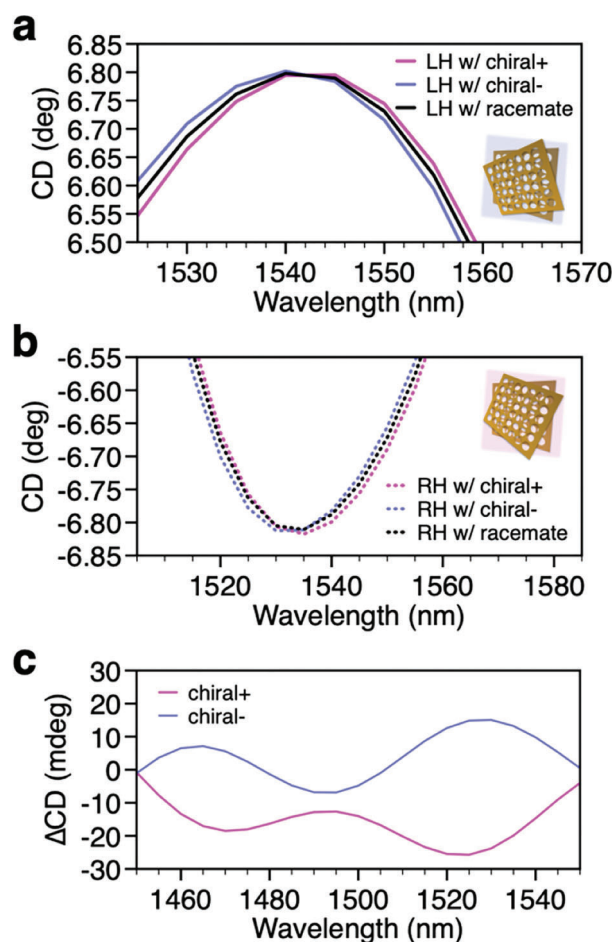 a
6.85
6.80
6.75
6.70
6.65
6.60
6.55
6.50
CD (deg)
LH w/ chiral+
LH w/ chiral-
LH w/ racemate
1530 1540 1550 1560 1570
Wavelength (nm)
b
-6.55
-6.60
-6.65
-6.70
-6.75
-6.80
-6.85
CD (deg)
RH w/ chiral+
RH w/ chiral-
RH w/ racemate
1520 1540 1560 1580
Wavelength (nm)
c
30
20
10
0
-10
-20
-30
ΔCD (mdeg)
chiral+
chiral-
1460 1480 1500 1520 1540
Wavelength (nm)